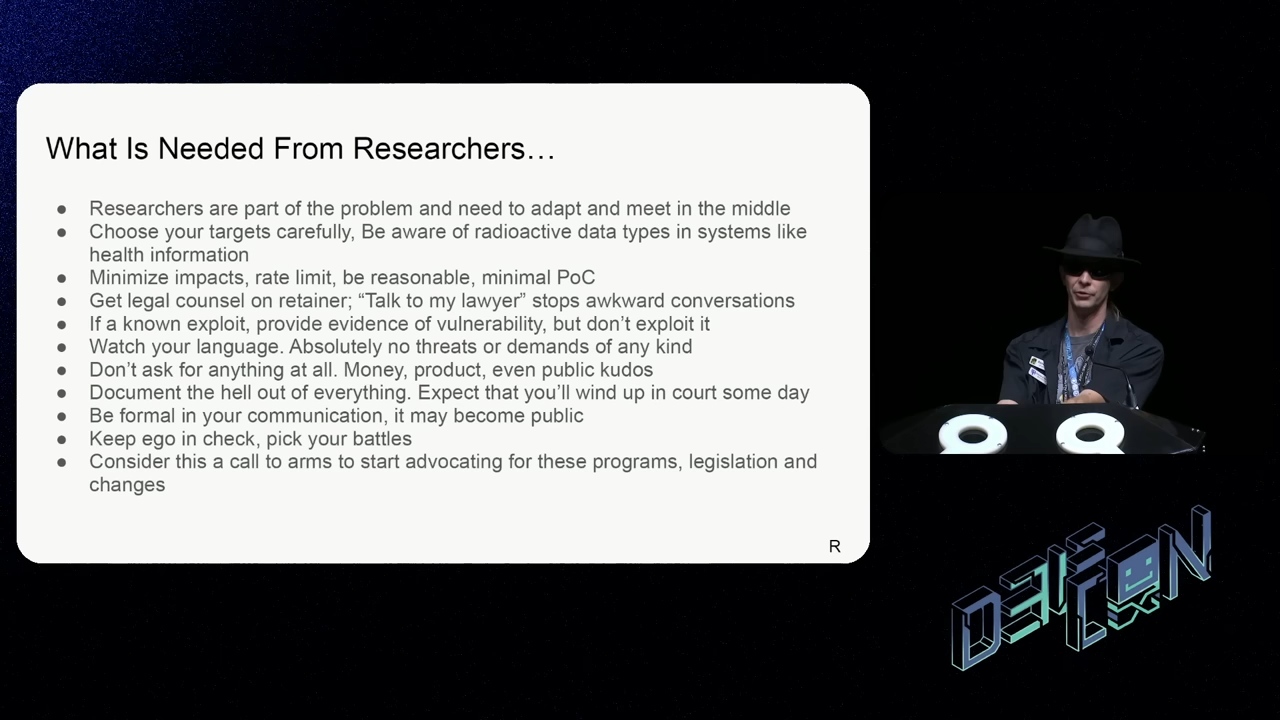 What Is Needed From Researchers…
● Researchers are part of the problem and need to adapt and meet in the middle
● Choose your targets carefully, Be aware of radioactive data types in systems like
health information
● Minimize impacts, rate limit, be reasonable, minimal PoC
● Get legal counsel on retainer; “Talk to my lawyer” stops awkward conversations
● If a known exploit, provide evidence of vulnerability, but don’t exploit it
● Watch your language. Absolutely no threats or demands of any kind
● Don’t ask for anything at all. Money, product, even public kudos
● Document the hell out of everything. Expect that you’ll wind up in court some day
● Be formal in your communication, it may become public
● Keep ego in check, pick your battles
● Consider this a call to arms to start advocating for these programs, legislation and
changes
R
DEF CON